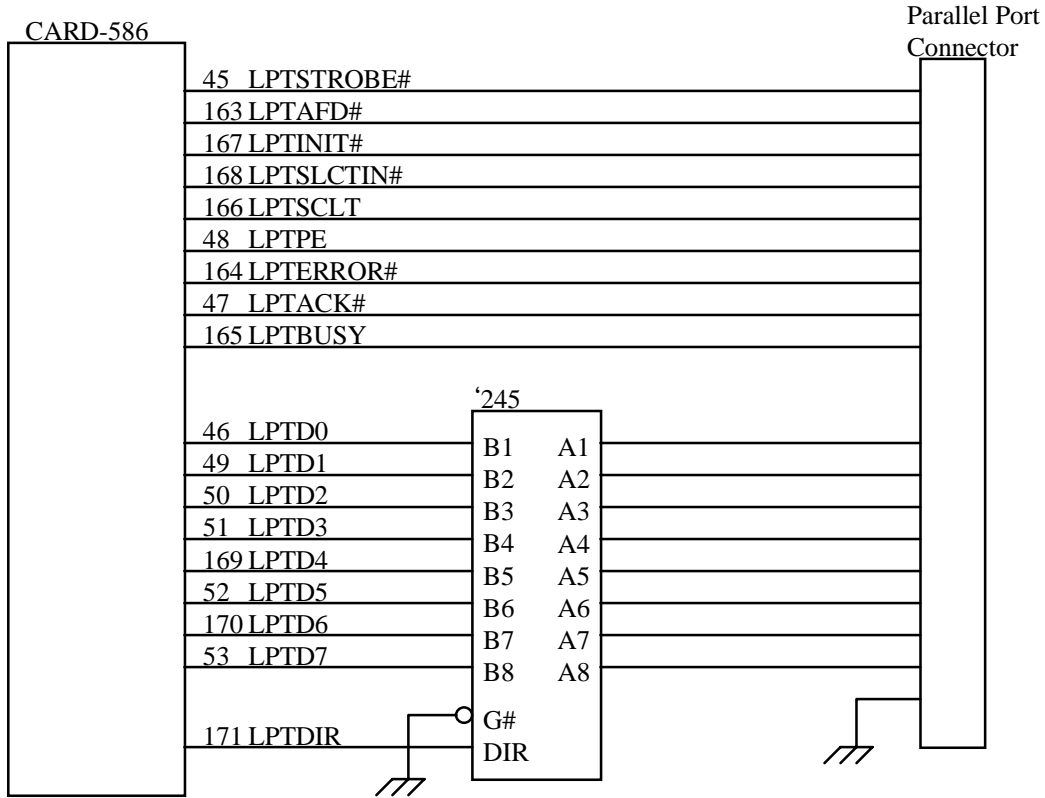 Parallel Port
Connector
CARD-586
45 LPTSTROBE#
163 LPTAFD#
167 LPTINIT#
168 LPTSLCTIN#
166 LPTSCLT
48 LPTPE
164 LPTERROR#
47 LPTACK#
165 LPTBUSY
‘245
46 LPTD0 B1 A1
49 LPTD1 B2 A2
50 LPTD2 B3 A3
51 LPTD3 B4 A4
169 LPTD4 B5 A5
52 LPTD5 B6 A6
170 LPTD6 B7 A7
53 LPTD7 B8 A8
G#
171 LPTDIR DIR